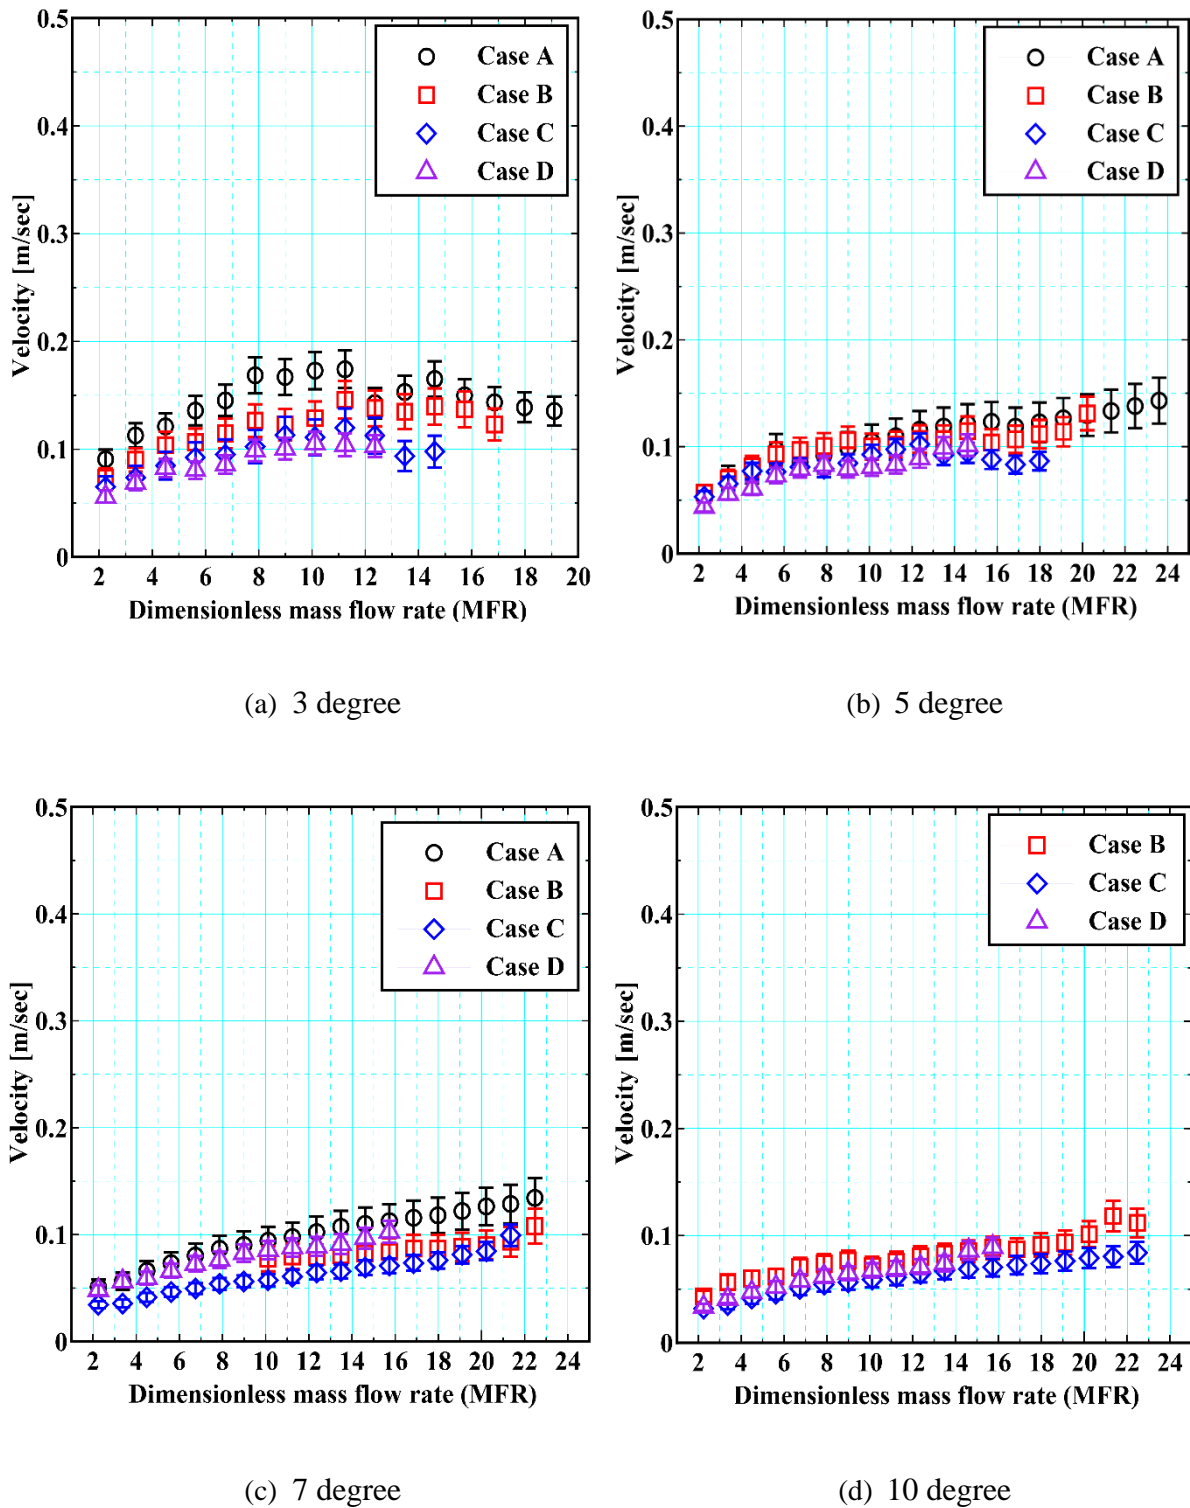 0.5
0.4
0.3
0.2
0.1
0
Velocity [m/sec]
Case A
Case B
Case C
Case D
2 4 6 8 10 12 14 16 18 20
Dimensionless mass flow rate (MFR)
(a) 3 degree
0.5
0.4
0.3
0.2
0.1
0
Velocity [m/sec]
Case A
Case B
Case C
Case D
2 4 6 8 10 12 14 16 18 20 22 24
Dimensionless mass flow rate (MFR)
(b) 5 degree
0.5
0.4
0.3
0.2
0.1
0
Velocity [m/sec]
Case A
Case B
Case C
Case D
2 4 6 8 10 12 14 16 18 20 22 24
Dimensionless mass flow rate (MFR)
(c) 7 degree
0.5
0.4
0.3
0.2
0.1
0
Velocity [m/sec]
Case B
Case C
Case D
2 4 6 8 10 12 14 16 18 20 22 24
Dimensionless mass flow rate (MFR)
(d) 10 degree